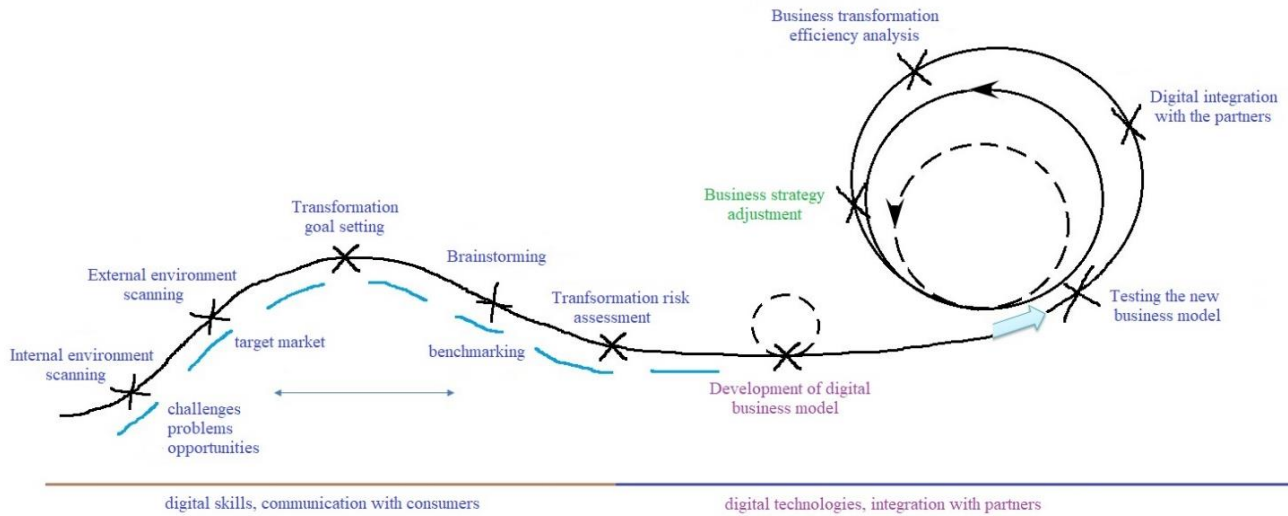 Business transformation
efficiency analysis
Digital integration
with the partners
Business strategy
adjustment
Transformation
goal setting
Brainstorming
External environment
scanning
Tranfsormation risk
assessment
Testing the new
business model
target market
benchmarking
Internal environment
scanning
Development of digital
business model
challenges
problems
opportunities
digital skills, communication with consumers
digital technologies, integration with partners